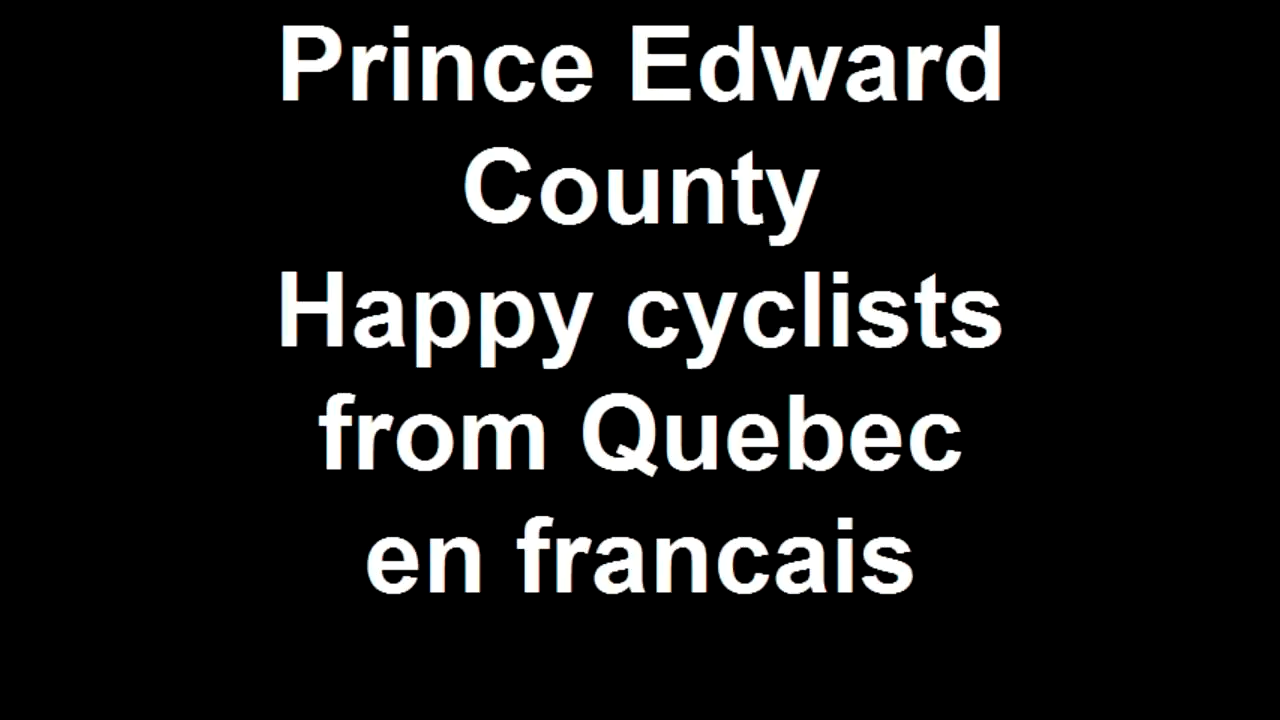 Prince Edward
County
Happy cyclists
from Quebec
en francais